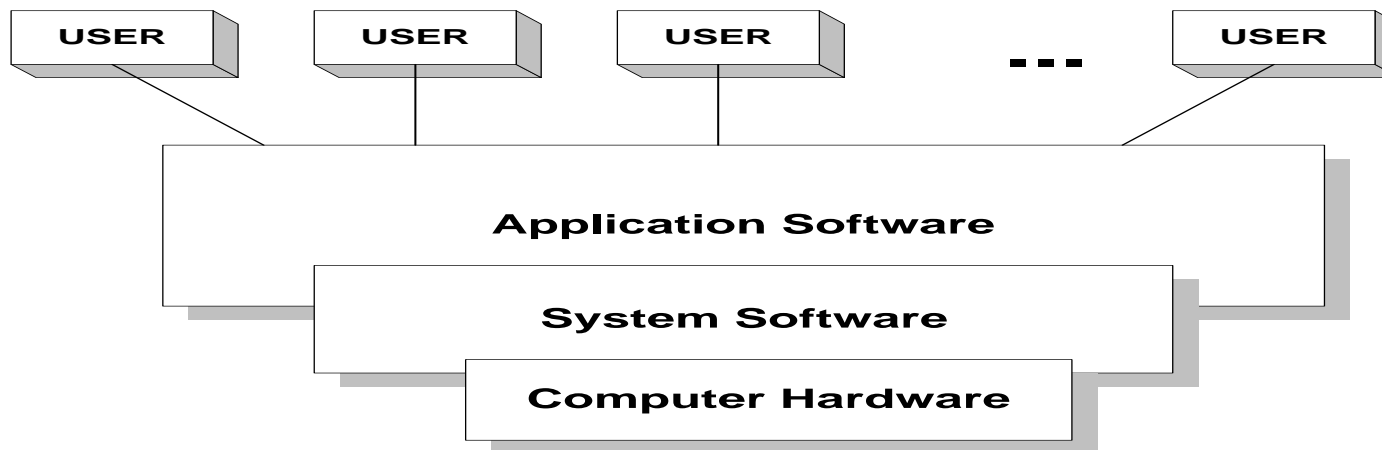 USER USER USER --- USER
Application Software
System Software
Computer Hardware